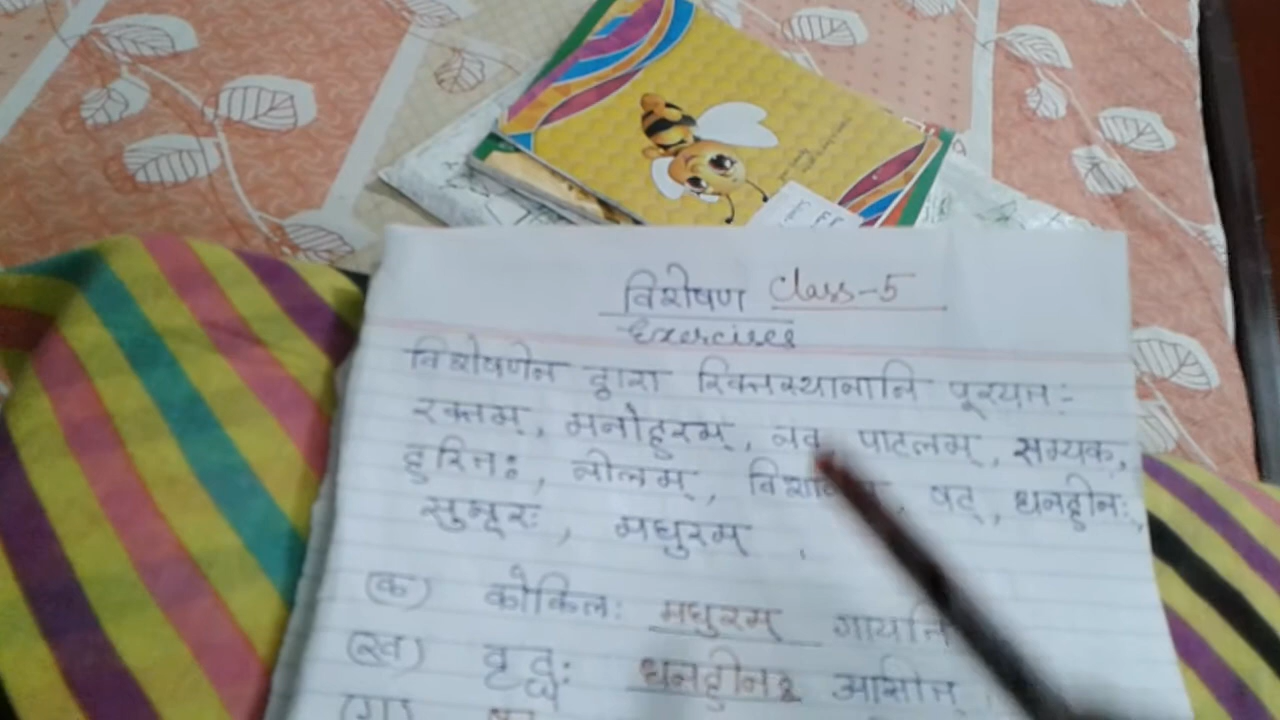 विशेषण Class-5
Exercises
विशेषणेन द्वारा रिक्तस्थानानि पूरयत:-
रक्तम्, मनोहरम्, नव पाटलम्, सम्यक,
हरित:, नीलम्, षट्, धनहीन:,
सुन्दर:, मधुरम्,
(क) कोकिल: मधुरम् गायति
(ख) वृद्ध: धनहीन: आसीत्
(ग)